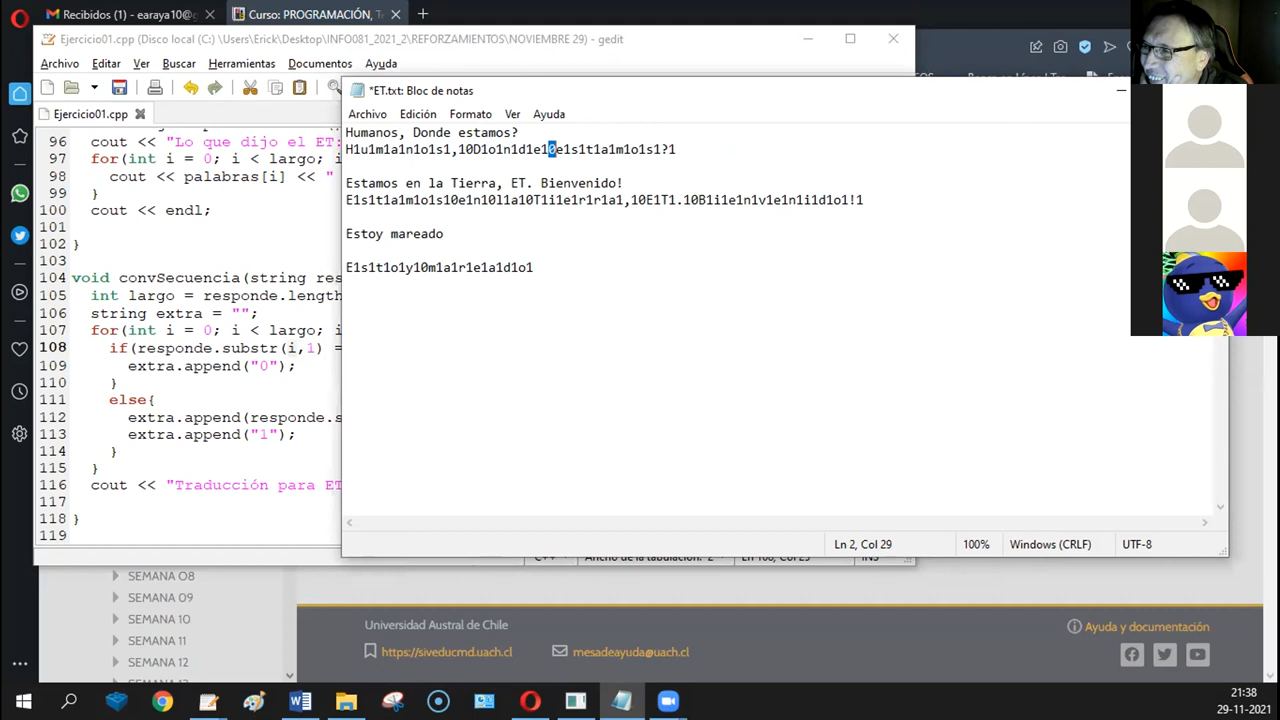 Recibidos (1) - earaya10@g
Curso: PROGRAMACIÓN, T
Ejercicio01.cpp (Disco local (C:) \Users\Erick\Desktop\INFO081_2021_2\REFORZAMIENTOS\NOVIEMBRE 29) - gedit
Archivo Editar Ver Buscar Herramientas Documentos Ayuda
Ejercicio01.cpp
96 cout << "Lo que dijo el ET:
97 for(int i = 0; i < largo; i
98 cout << palabras[i] << "
99 }
100 cout << endl;
101
102 }
103
104 void convSecuencia(string res
105 int largo = responde.length
106 string extra = "";
107 for(int i = 0; i < largo; i
108 if(responde.substr(i,1) =
109 extra.append("0");
110 }
111 else{
112 extra.append(responde.s
113 extra.append("1");
114 }
115 }
116 cout << "Traducción para ET
117
118 }
119
*ET.txt: Bloc de notas
Archivo Edición Formato Ver Ayuda
Humanos, Donde estamos?
H1u1m1a1n1o1s1,10D1o1n1d1e10e1s1t1a1m1o1s1?1
Estamos en la Tierra, ET. Bienvenido!
E1s1t1a1m1o1s10e1n10l1a10T1i1e1r1r1a1,10E1T1.10B1i1e1n1v1e1n1i1d1o1!1
Estoy mareado
E1s1t1o1y10m1a1r1e1a1d1o1
Ln 2, Col 29 100% Windows (CRLF) UTF-8
SEMANA 08
SEMANA 09
SEMANA 10
SEMANA 11
SEMANA 12
Universidad Austral de Chile
https://siveducmd.uach.cl
mesadeayuda@uach.cl
Ayuda y documentación
21:38
29-11-2021